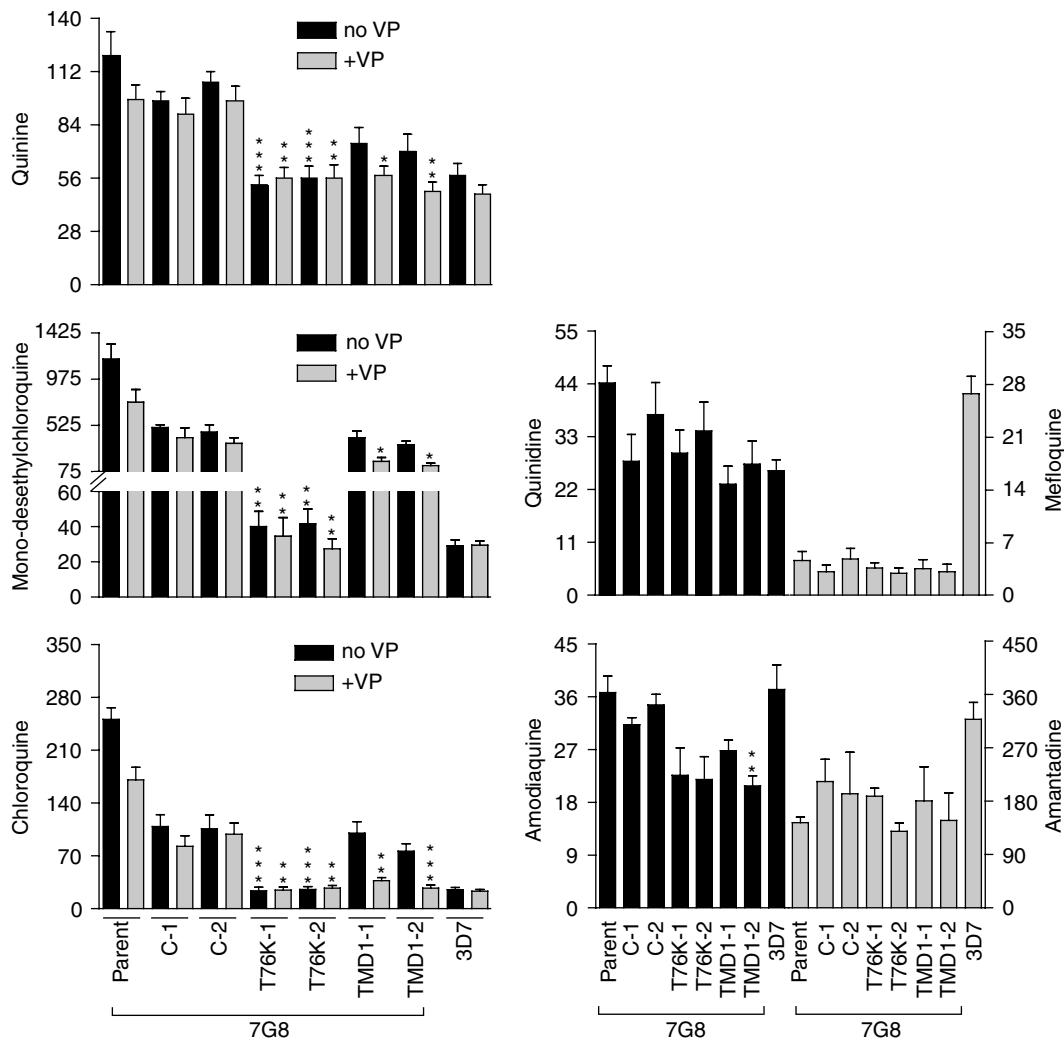 Quinine
140
112
84
56
28
0
no VP
+VP
*** ** *** ** * **
Mono-desethylchloroquine
1425
975
525
75
60
40
20
0
no VP
+VP
** ** ** ** * *
Chloroquine
350
280
210
140
70
0
no VP
+VP
*** ** *** ** ** ***
Parent
C-1
C-2
T76K-1
T76K-2
TMD1-1
TMD1-2
3D7
7G8
Quinidine
55
44
33
22
11
0
35
28
21
14
7
0
Mefloquine
Amodiaquine
45
36
27
18
9
0
**
450
360
270
180
90
0
Amantadine
Parent
C-1
C-2
T76K-1
T76K-2
TMD1-1
TMD1-2
3D7
Parent
C-1
C-2
T76K-1
T76K-2
TMD1-1
TMD1-2
3D7
7G8
7G8